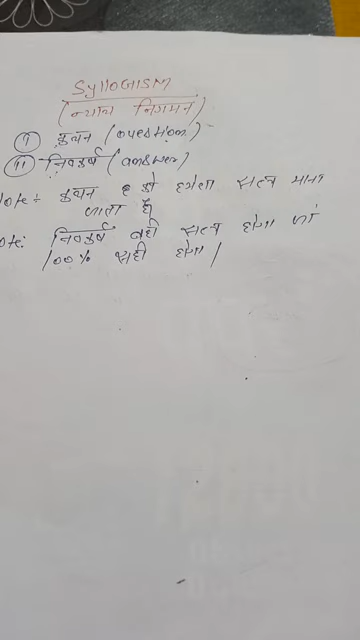 SYLLOGISM
(न्याय निगमन)
(i) कथन (question)
(ii) निष्कर्ष (answer)
Note:- कथन को हमेशा सत्य माना
जाता है
Note: निष्कर्ष वही सत्य होगा जो
100% सही होगा |